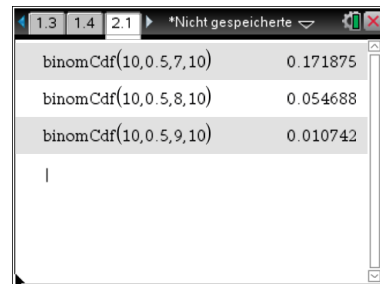 1.3 1.4 2.1 *Nicht gespeicherte
binomCdf(10,0.5,7,10) 0.171875
binomCdf(10,0.5,8,10) 0.054688
binomCdf(10,0.5,9,10) 0.010742